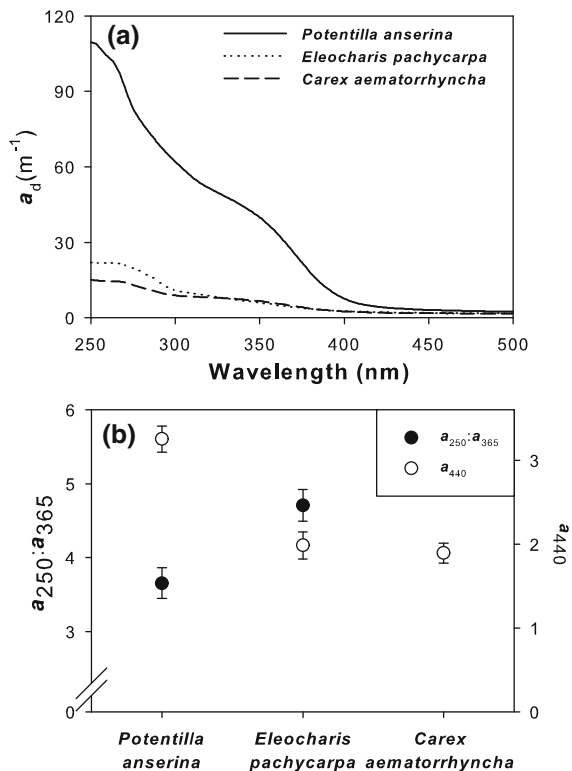 (a)
Potentilla anserina
Eleocharis pachycarpa
Carex aematorrhyncha
120
90
60
30
0
a_d (m⁻¹)
250 300 350 400 450 500
Wavelength (nm)
(b)
a₂₅₀:a₃₆₅
a₄₄₀
6
5
4
3
0
a₂₅₀:a₃₆₅
3
2
1
0
a₄₄₀
Potentilla Eleocharis Carex
anserina pachycarpa aematorrhyncha